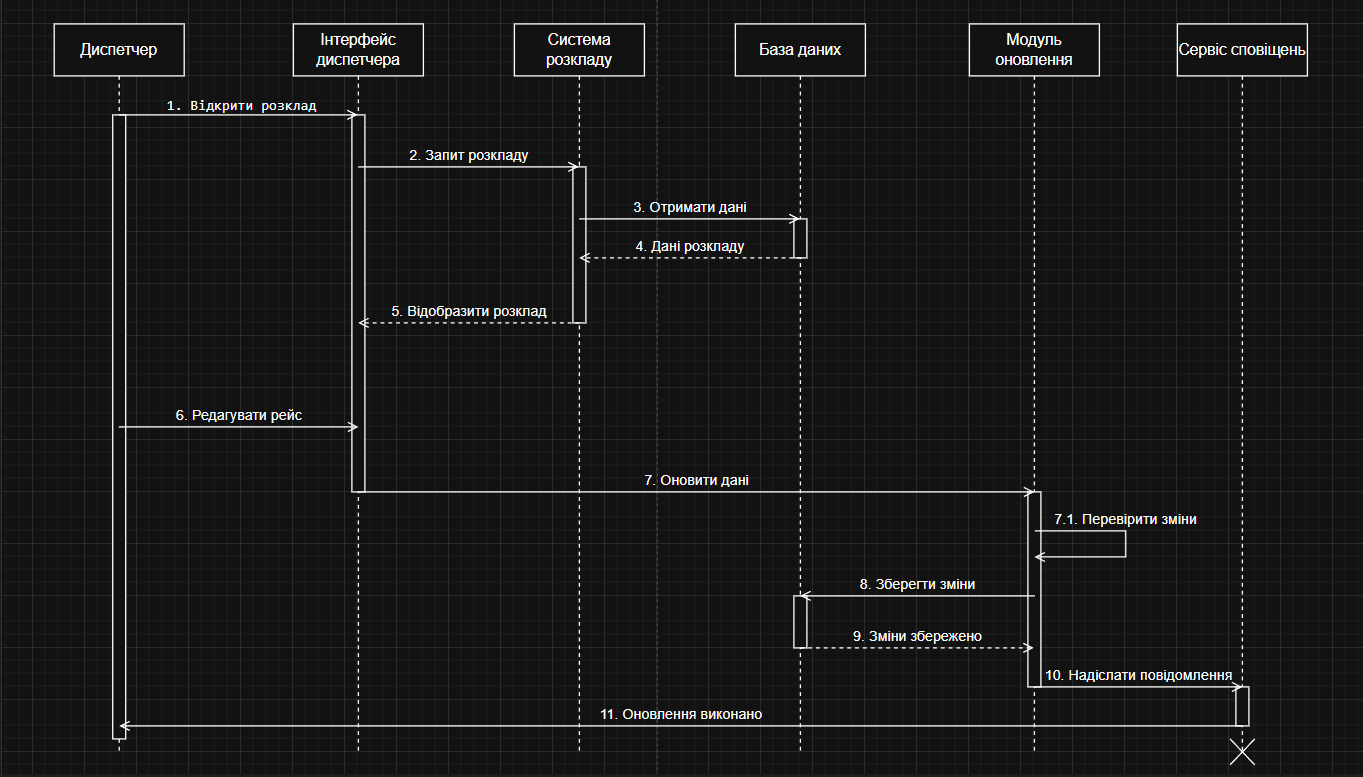 Диспетчер
Інтерфейс
диспетчера
Система
розкладу
База даних
Модуль
оновлення
Сервіс сповіщень
1. Відкрити розклад
2. Запит розкладу
3. Отримати дані
4. Дані розкладу
5. Відобразити розклад
6. Редагувати рейс
7. Оновити дані
7.1. Перевірити зміни
8. Зберегти зміни
9. Зміни збережено
10. Надіслати повідомлення
11. Оновлення виконано